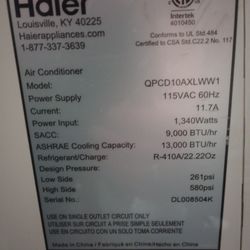 Haier
Louisville, KY 40225
Haierappliances.com
1-877-337-3639
Intertek
4010450
Conforms to UL Std.484
Certified to CSA Std.C22.2 No. 117
Air Conditioner
Model: QPCD10AXLWW1
Power Supply 115VAC 60Hz
Current: 11.7A
Power Input: 1,340Watts
SACC: 9,000 BTU/hr
ASHRAE Cooling Capacity: 13,000 BTU/hr
Refrigerant/Charge: R-410A/22.22Oz
Design Pressure:
Low Side 261psi
High Side 580psi
Serial No: DL008504K
USE ON SINGLE OUTLET CIRCUIT ONLY
USE SUR CIRCUIT A PRISE SIMPLE SEULEMENT
USE EN CIRCUITO CON UN SOLO TOMA CORRIENTE
Made in China / Fabriqué en Chine/Hecho en China